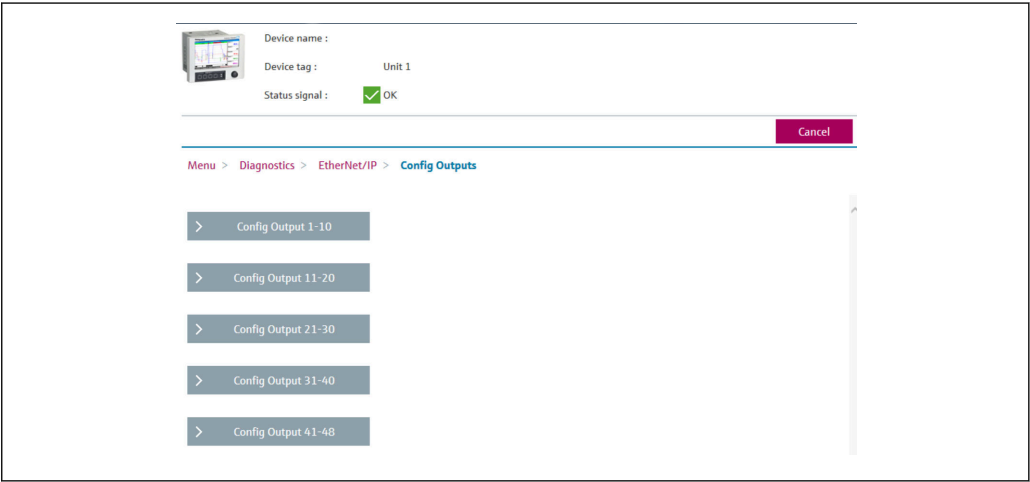 Device name :
Device tag : Unit 1
Status signal : OK
Cancel
Menu > Diagnostics > EtherNet/IP > Config Outputs
Config Output 1-10
Config Output 11-20
Config Output 21-30
Config Output 31-40
Config Output 41-48